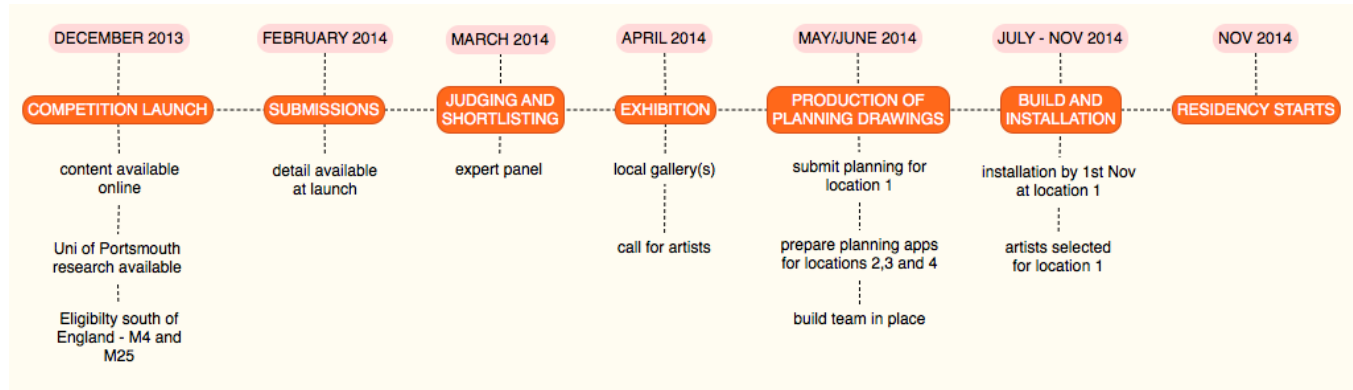 DECEMBER 2013
FEBRUARY 2014
MARCH 2014
APRIL 2014
MAY/JUNE 2014
JULY - NOV 2014
NOV 2014
COMPETITION LAUNCH
SUBMISSIONS
JUDGING AND
SHORTLISTING
EXHIBITION
PRODUCTION OF
PLANNING DRAWINGS
BUILD AND
INSTALLATION
RESIDENCY STARTS
content available
online
Uni of Portsmouth
research available
Eligibilty south of
England - M4 and
M25
detail available
at launch
expert panel
local gallery(s)
call for artists
submit planning for
location 1
prepare planning apps
for locations 2,3 and 4
build team in place
installation by 1st Nov
at location 1
artists selected
for location 1